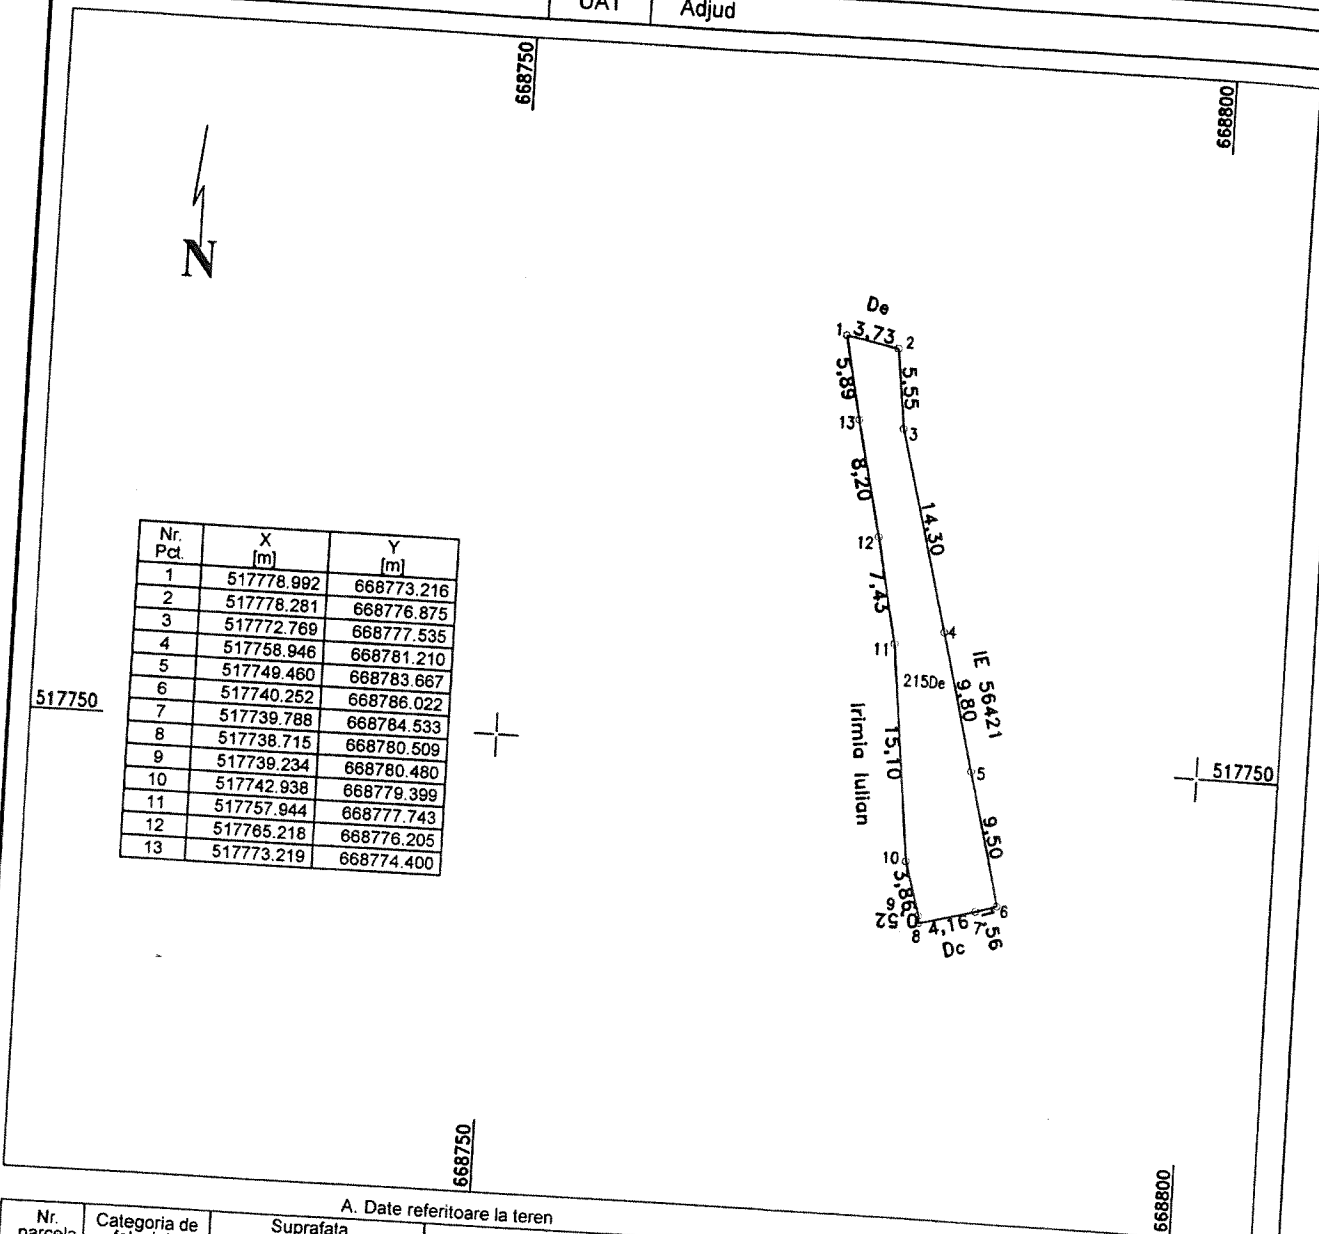 UAT Adjud
668750
668800
N
De
1 3,73 2
5,89
5,55
13
3
8,20
14,30
12
7,43
4
11
IE 56421
215De
9,80
Irimia Iulian
15,10
5
9,50
10
3,86
9
0,52
8
4,16
7
1,56
6
Dc
Nr. Pct. X [m] Y [m]
1 517778.992 668773.216
2 517778.281 668776.875
3 517772.769 668777.535
4 517758.946 668781.210
5 517749.460 668783.667
6 517740.252 668786.022
7 517739.788 668784.533
8 517738.715 668780.509
9 517739.234 668780.480
10 517742.938 668779.399
11 517757.944 668777.743
12 517765.218 668776.205
13 517773.219 668774.400
517750
517750
668750
668800
A. Date referitoare la teren
Nr. Categoria de Suprafata
parcela